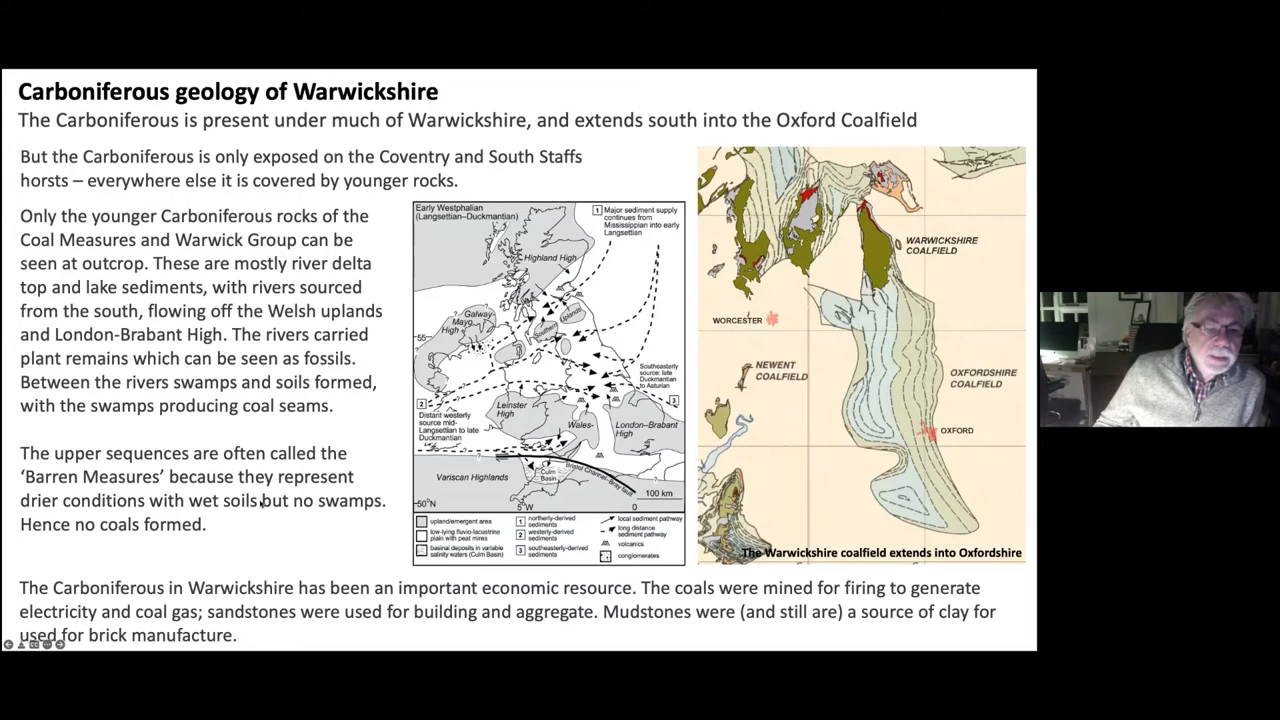 Carboniferous geology of Warwickshire
The Carboniferous is present under much of Warwickshire, and extends south into the Oxford Coalfield
But the Carboniferous is only exposed on the Coventry and South Staffs
horsts – everywhere else it is covered by younger rocks.
Only the younger Carboniferous rocks of the
Coal Measures and Warwick Group can be
seen at outcrop. These are mostly river delta
top and lake sediments, with rivers sourced
from the south, flowing off the Welsh uplands
and London-Brabant High. The rivers carried
plant remains which can be seen as fossils.
Between the rivers swamps and soils formed,
with the swamps producing coal seams.
The upper sequences are often called the
‘Barren Measures’ because they represent
drier conditions with wet soils but no swamps.
Hence no coals formed.
Early Westphalian
(Langsettian–Duckmantian)
1 Major sediment supply
continues from
Mississippian into early
Langsettian
Highland High
Galway-
Mayo
High
Southern Uplands
55
Southeasterly
source: late
Duckmantian
to Asturian
3
2
Distant westerly
source mid-
Langsettian to late
Duckmantian
Leinster
High
Wales-
London–Brabant
High
Variscan Highlands
Culm
Basin
Bristol Channel–Bray fault
100 km
50°N
5°W
0
0
upland/emergent area
low-lying fluvio-lacustrine
plain with peat mires
basinal deposits in variable
salinity waters (Culm Basin)
1 northerly-derived
sediments
2 westerly-derived
sediments
3 southeasterly-derived
sediments
local sediment pathway
long distance
sediment pathway
volcanics
conglomerates
WARWICKSHIRE
COALFIELD
WORCESTER
NEWENT
COALFIELD
OXFORDSHIRE
COALFIELD
OXFORD
The Warwickshire coalfield extends into Oxfordshire
The Carboniferous in Warwickshire has been an important economic resource. The coals were mined for firing to generate
electricity and coal gas; sandstones were used for building and aggregate. Mudstones were (and still are) a source of clay for
used for brick manufacture.